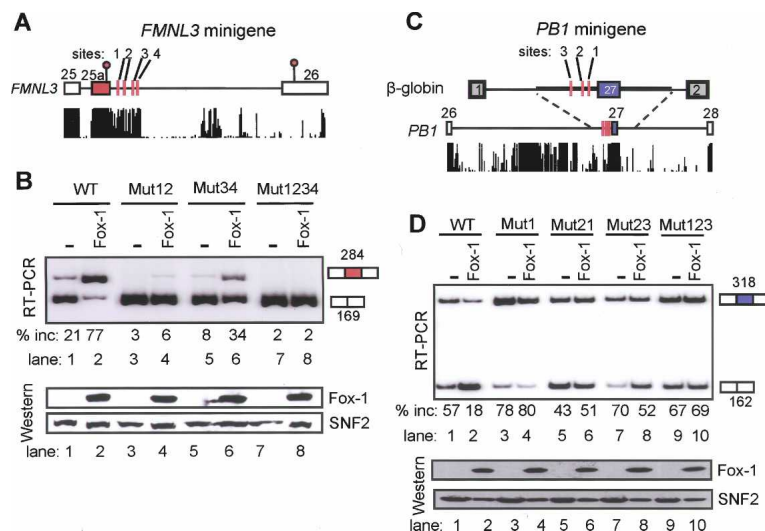 A
FMNL3 minigene
sites: 1 2 3 4
25 25a 26
FMNL3
B
WT Mut12 Mut34 Mut1234
- Fox-1 - Fox-1 - Fox-1 - Fox-1
RT-PCR
284
169
% inc: 21 77 3 6 8 34 2 2
lane: 1 2 3 4 5 6 7 8
Western
Fox-1
SNF2
lane: 1 2 3 4 5 6 7 8
C
PB1 minigene
sites: 3 2 1
β-globin
1 27 2
26 27 28
PB1
D
WT Mut1 Mut21 Mut23 Mut123
- Fox-1 - Fox-1 - Fox-1 - Fox-1 - Fox-1
RT-PCR
318
162
% inc: 57 18 78 80 43 51 70 52 67 69
lane: 1 2 3 4 5 6 7 8 9 10
Western
Fox-1
SNF2
lane: 1 2 3 4 5 6 7 8 9 10